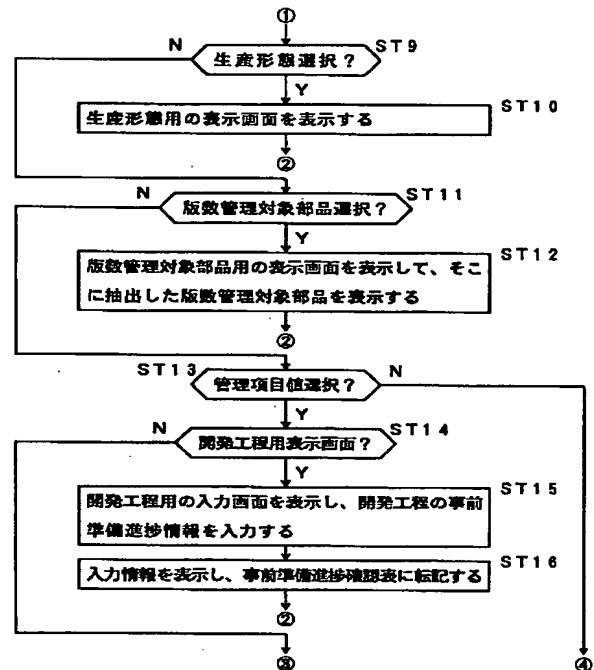 ①
N
生産形態選択？
ST9
Y
生産形態用の表示画面を表示する
ST10
②
N
版数管理対象部品選択？
ST11
Y
版数管理対象部品用の表示画面を表示して、そこ
に抽出した版数管理対象部品を表示する
ST12
②
ST13
管理項目値選択？
N
Y
N
開発工程用表示画面？
ST14
Y
開発工程用の入力画面を表示し、開発工程の事前
準備進捗情報を入力する
ST15
入力情報を表示し、事前準備進捗確認表に転記する
ST16
②
③
④